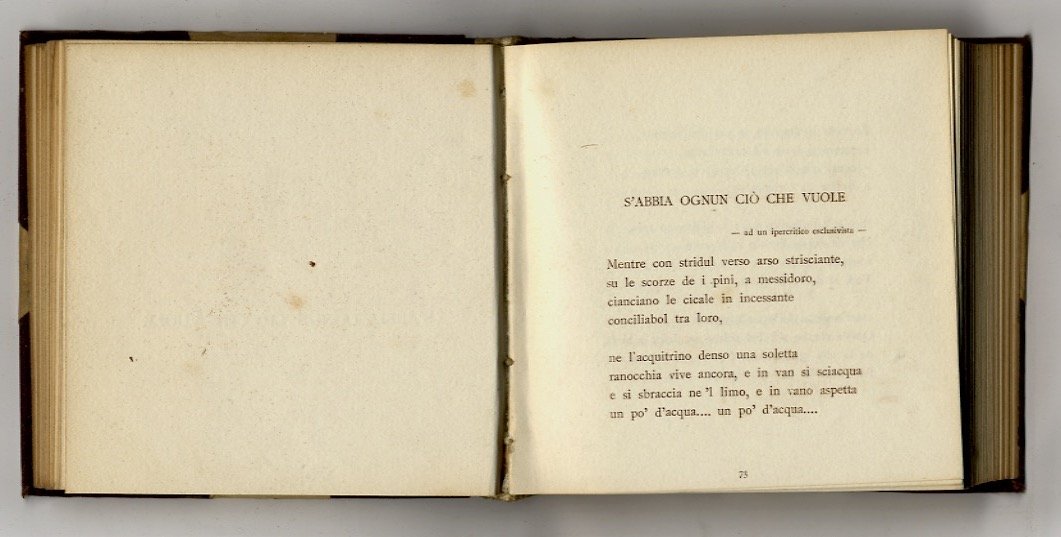 S'ABBIA OGNUN CIÒ CHE VUOLE
— ad un ipercritico esclusivista —
Mentre con stridul verso arso strisciante,
su le scorze de i pini, a messidoro,
cianciano le cicale in incessante
conciliabol tra loro,
ne l'acquitrino denso una soletta
ranocchia vive ancora, e in van si sciacqua
e si sbraccia ne 'l limo, e in vano aspetta
un po' d'acqua.... un po' d'acqua....
73